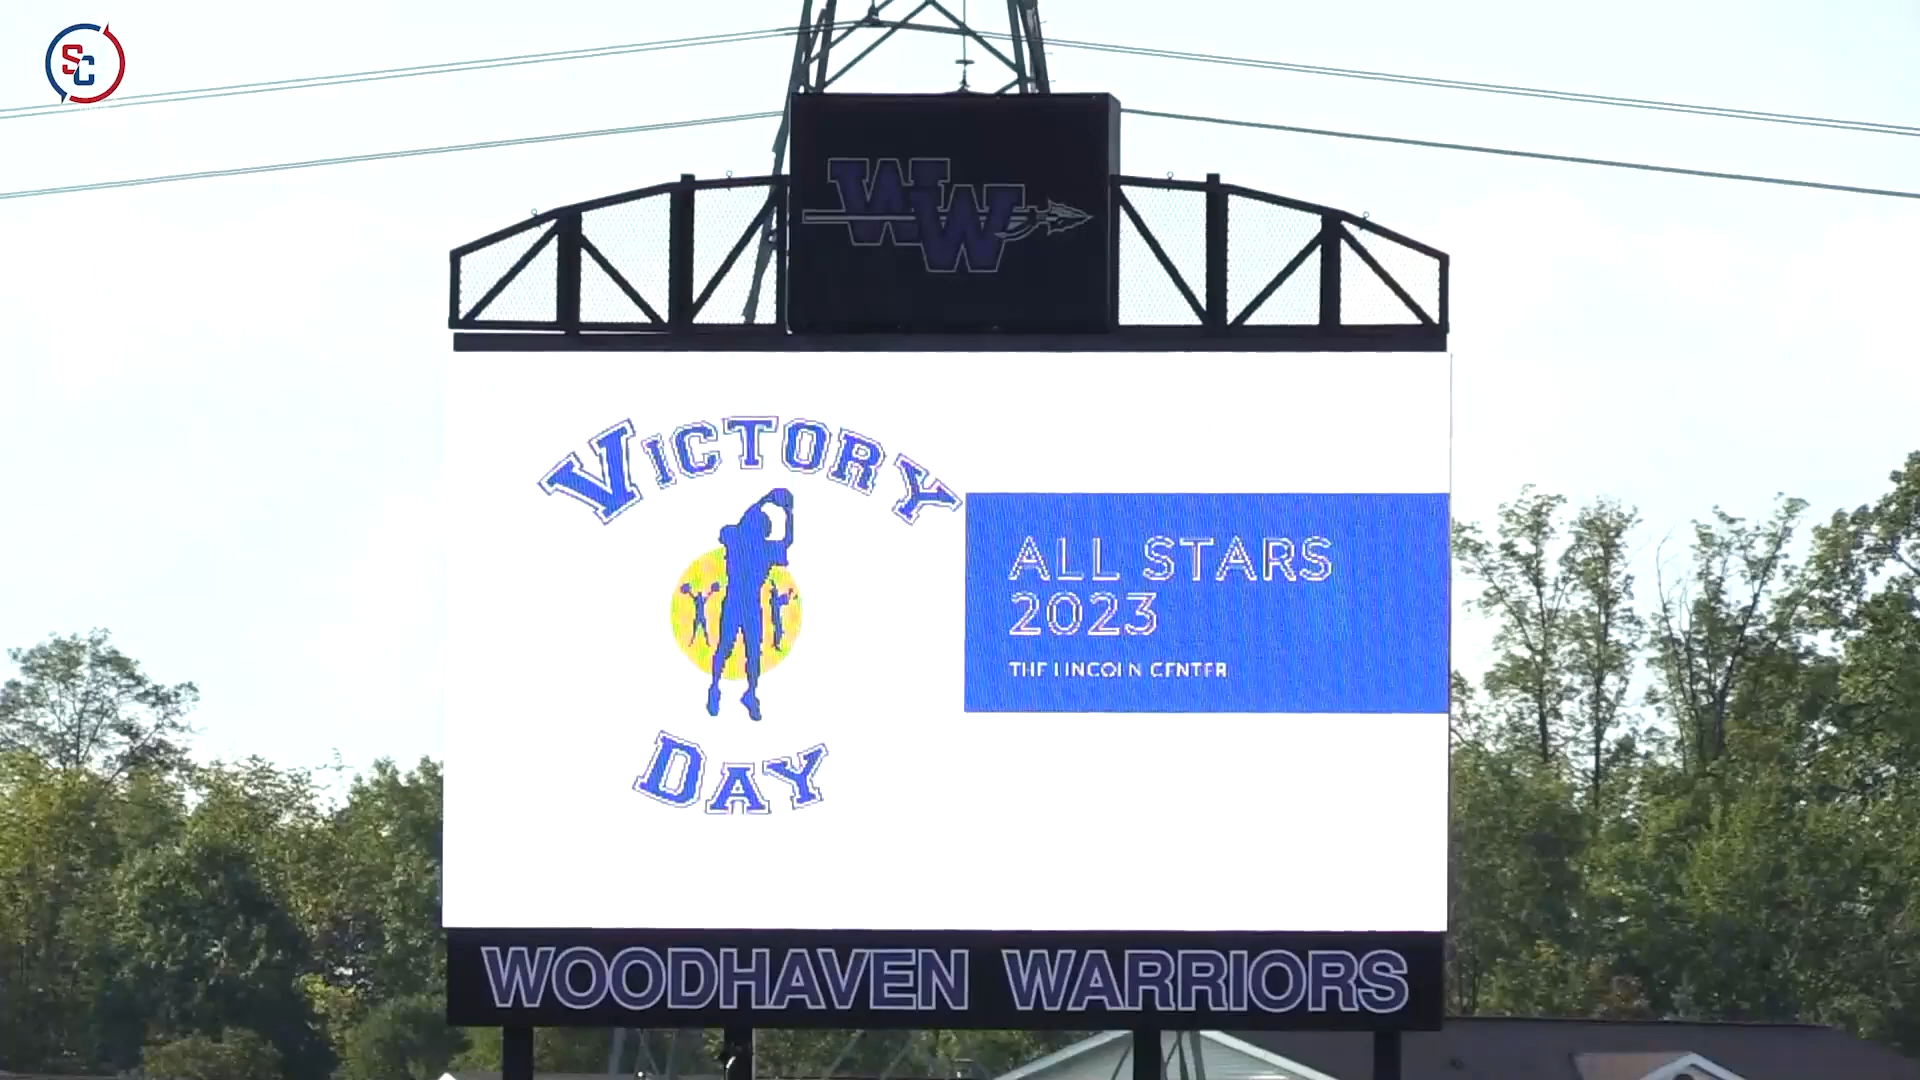 SC
WW
VICTORY
DAY
ALL STARS
2023
THE LINCOLN CENTER
WOODHAVEN WARRIORS